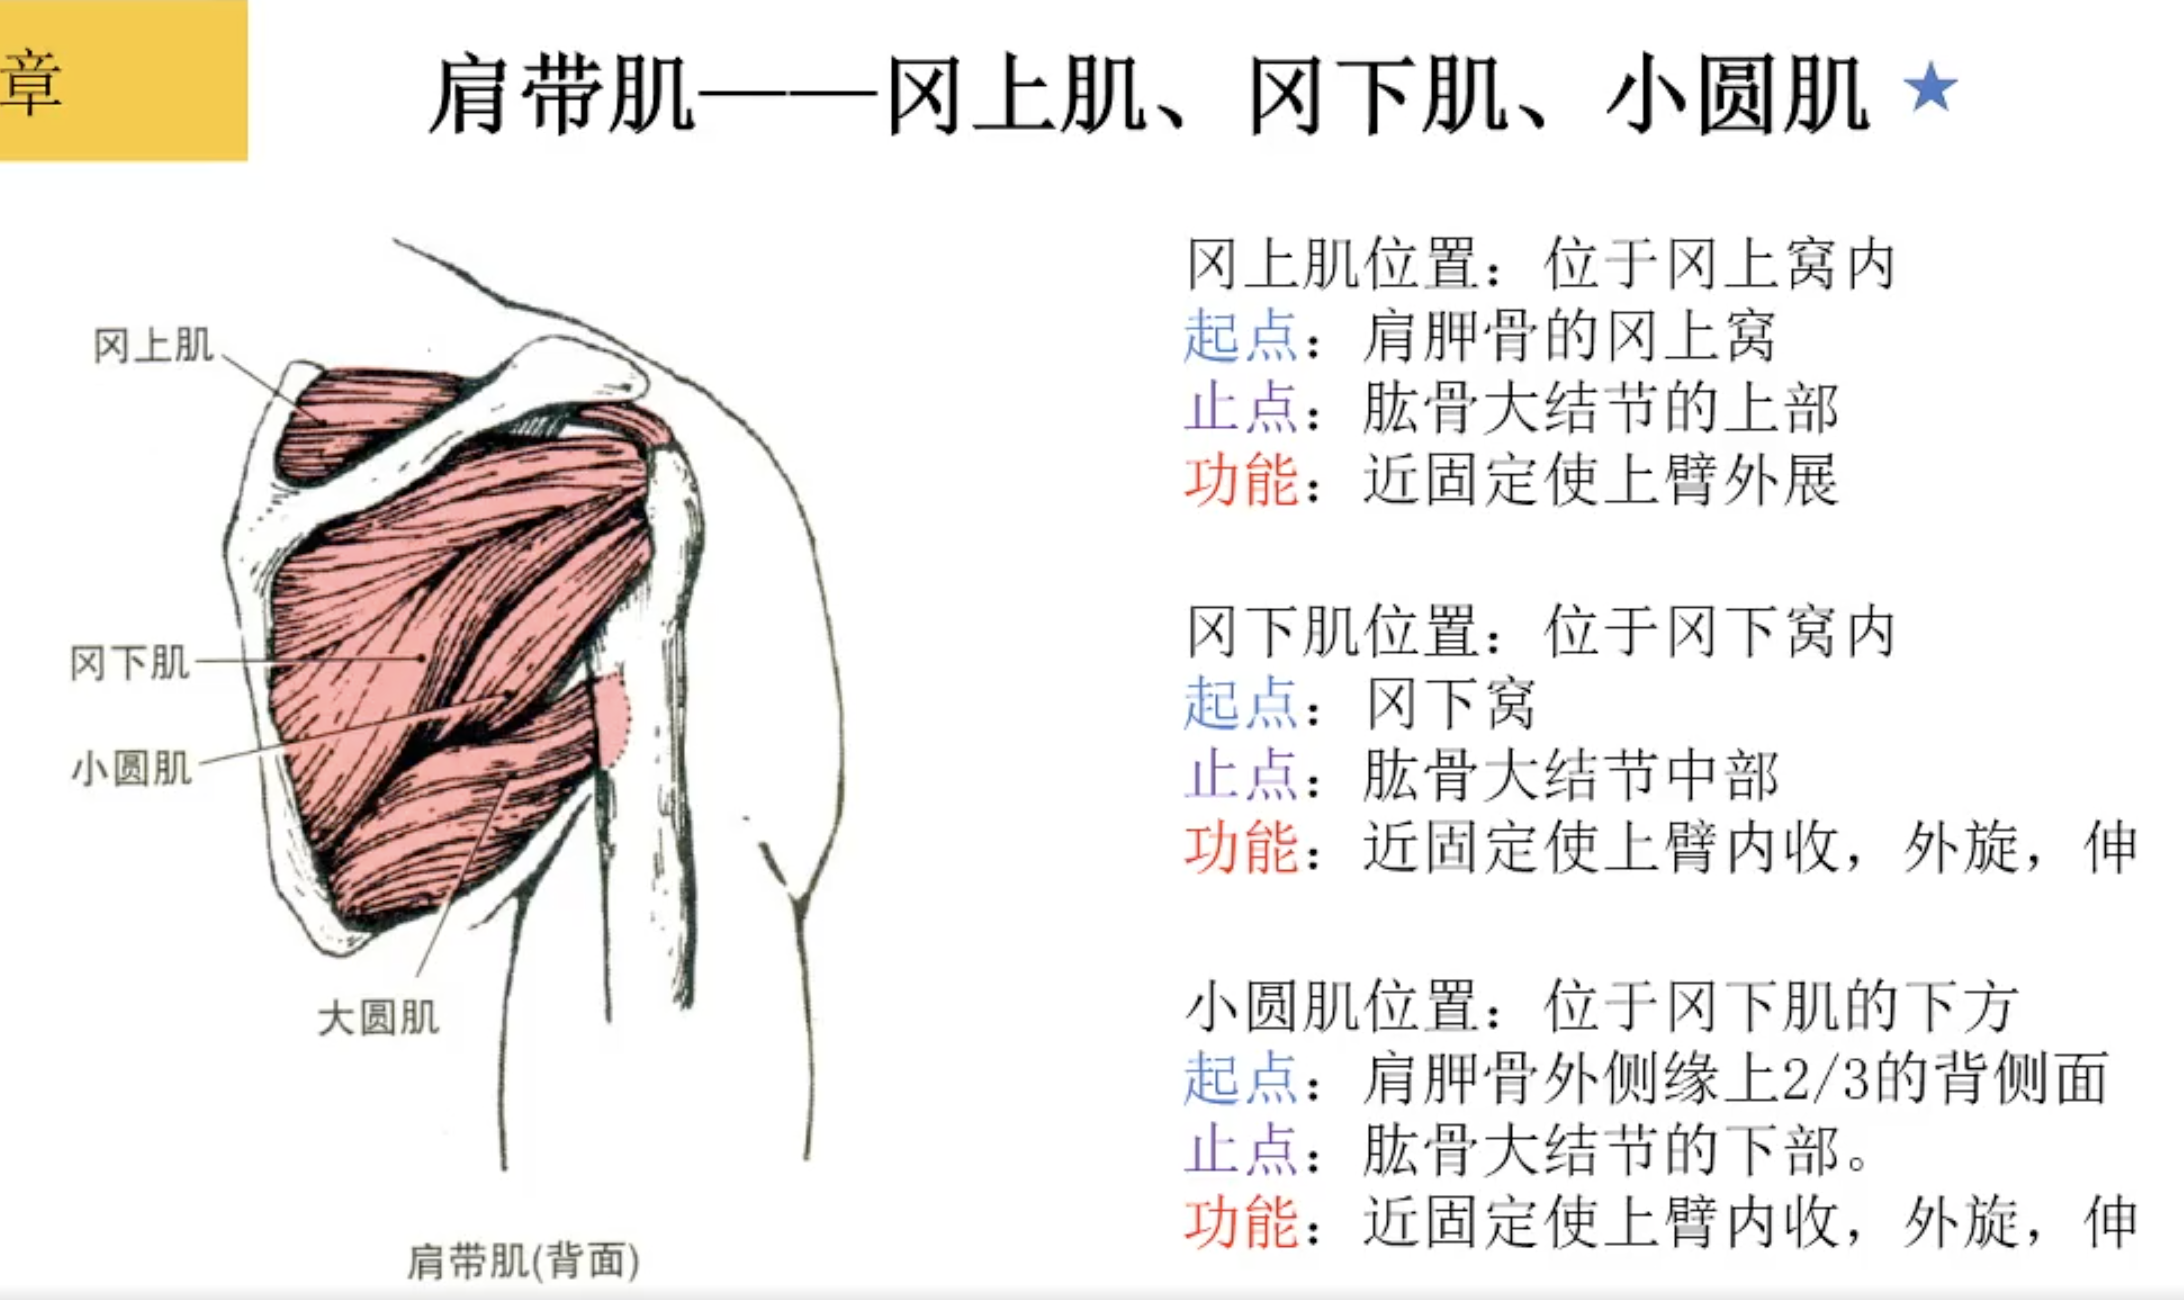 章
肩带肌——冈上肌、冈下肌、小圆肌
冈上肌
冈下肌
小圆肌
大圆肌
肩带肌(背面)
冈上肌位置：位于冈上窝内
起点：肩胛骨的冈上窝
止点：肱骨大结节的上部
功能：近固定使上臂外展
冈下肌位置：位于冈下窝内
起点：冈下窝
止点：肱骨大结节中部
功能：近固定使上臂内收，外旋，伸
小圆肌位置：位于冈下肌的下方
起点：肩胛骨外侧缘上2/3的背侧面
止点：肱骨大结节的下部。
功能：近固定使上臂内收，外旋，伸